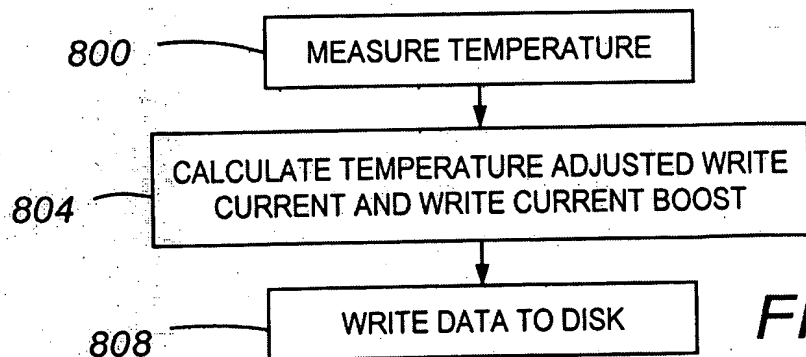 800 MEASURE TEMPERATURE
CALCULATE TEMPERATURE ADJUSTED WRITE
804 CURRENT AND WRITE CURRENT BOOST
808 WRITE DATA TO DISK